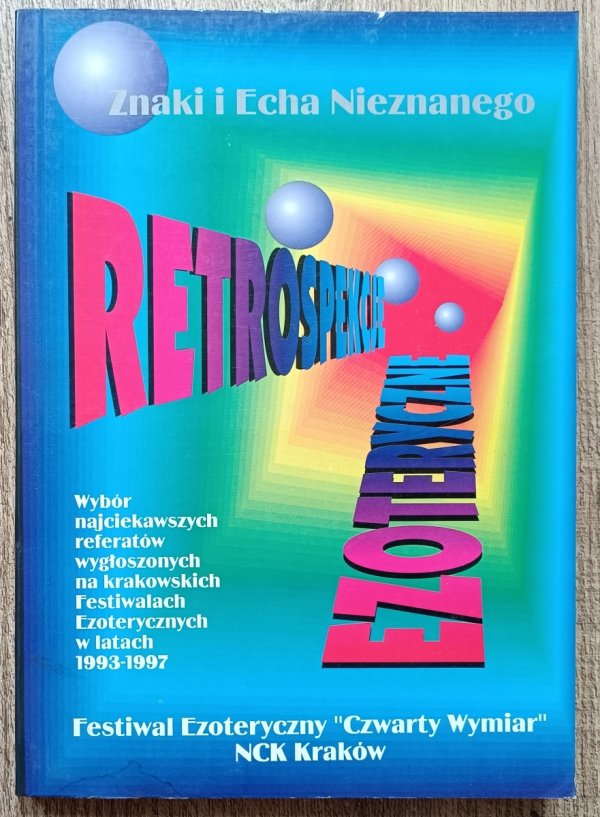 Znaki i Echa Nieznanego
RETROSPEKCJE
EZOTERYCZNE
Wybór
najciekawszych
referatów
wygłoszonych
na krakowskich
Festiwalach
Ezoterycznych
w latach
1993-1997
Festiwal Ezoteryczny "Czwarty Wymiar"
NCK Kraków